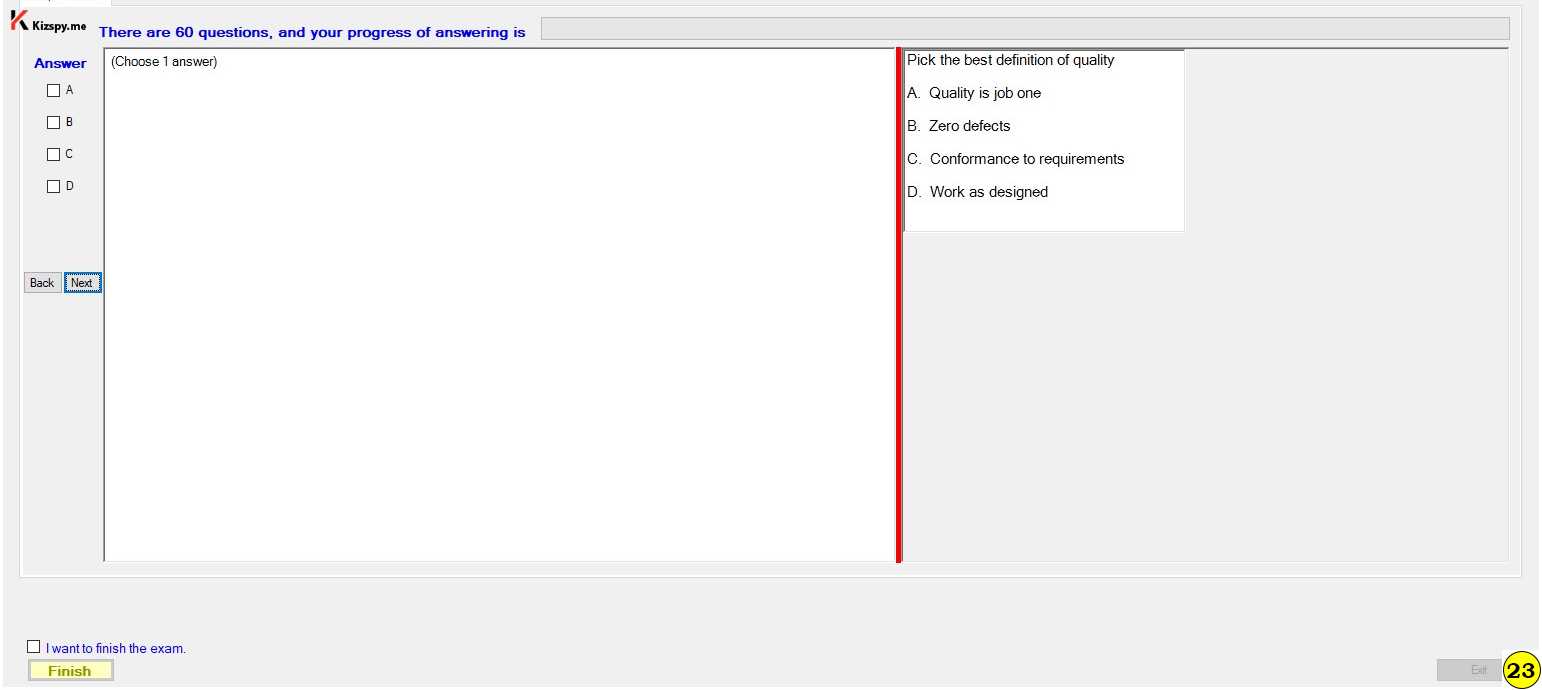 Kizspy.me
There are 60 questions, and your progress of answering is
Answer
(Choose 1 answer)
A
B
C
D
Back
Next
Pick the best definition of quality
A. Quality is job one
B. Zero defects
C. Conformance to requirements
D. Work as designed
I want to finish the exam.
Finish
Exit
23